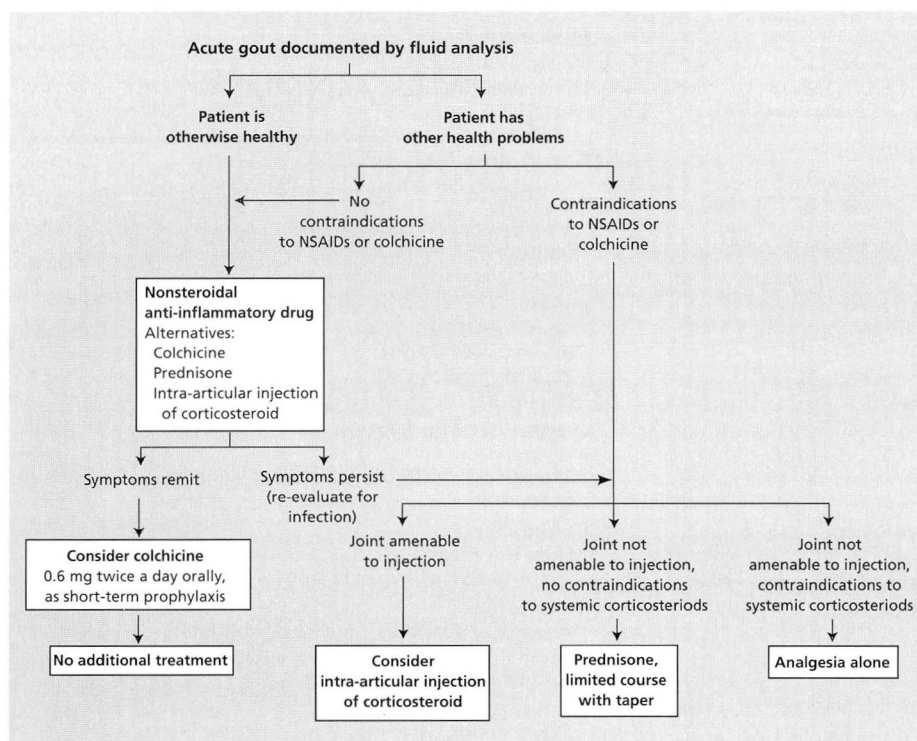 Acute gout documented by fluid analysis
Patient is
otherwise healthy
Patient has
other health problems
No
contraindications
to NSAIDs or colchicine
Contraindications
to NSAIDs or
colchicine
Nonsteroidal
anti-inflammatory drug
Alternatives:
Colchicine
Prednisone
Intra-articular injection
of corticosteroid
Symptoms remit
Symptoms persist
(re-evaluate for
infection)
Consider colchicine
0.6 mg twice a day orally,
as short-term prophylaxis
No additional treatment
Joint amenable
to injection
Consider
intra-articular injection
of corticosteroid
Joint not
amenable to injection,
no contraindications
to systemic corticosteriods
Prednisone,
limited course
with taper
Joint not
amenable to injection,
contraindications to
systemic corticosteriods
Analgesia alone